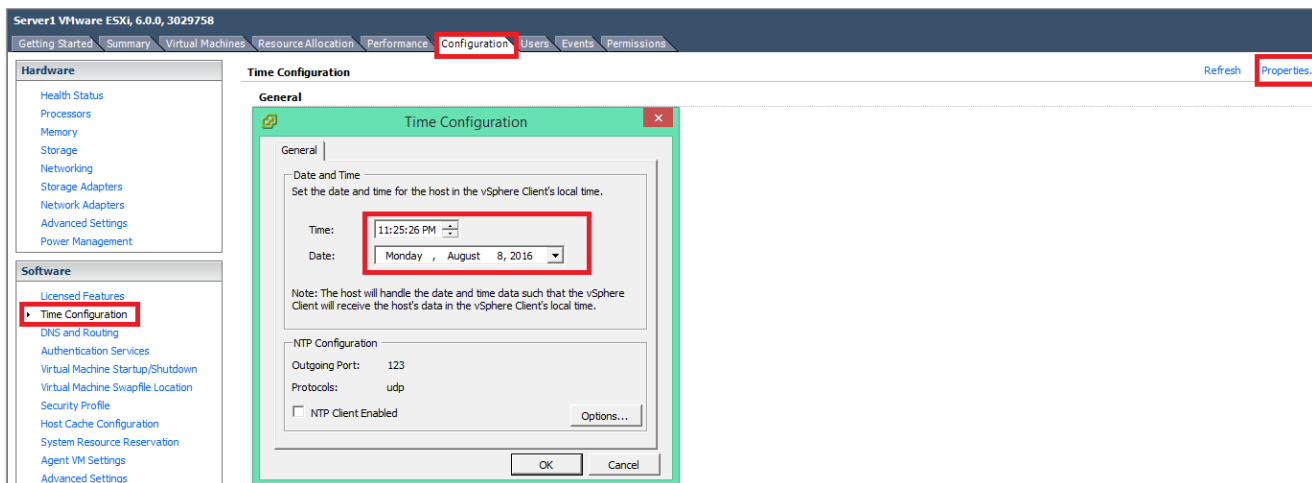 Server1 VMware ESXi, 6.0.0, 3029758
Getting Started Summary Virtual Machines Resource Allocation Performance Configuration Users Events Permissions
Hardware
Health Status
Processors
Memory
Storage
Networking
Storage Adapters
Network Adapters
Advanced Settings
Power Management
Software
Licensed Features
Time Configuration
DNS and Routing
Authentication Services
Virtual Machine Startup/Shutdown
Virtual Machine Swapfile Location
Security Profile
Host Cache Configuration
System Resource Reservation
Agent VM Settings
Advanced Settings
Time Configuration
Refresh Properties.
General
Time Configuration
General
Date and Time
Set the date and time for the host in the vSphere Client's local time.
Time: 11:25:26 PM
Date: Monday , August 8, 2016
Note: The host will handle the date and time data such that the vSphere
Client will receive the host's data in the vSphere Client's local time.
NTP Configuration
Outgoing Port: 123
Protocols: udp
NTP Client Enabled
Options...
OK Cancel